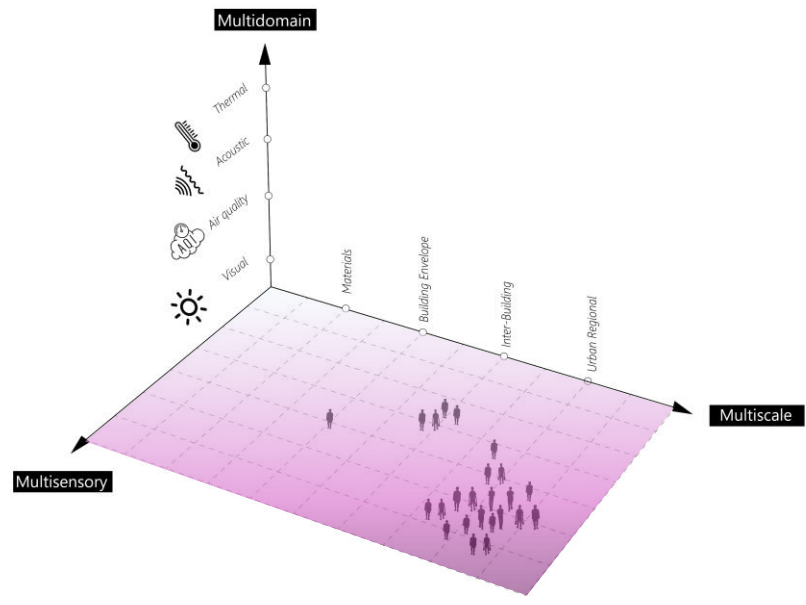 Multidomain
Thermal
Acoustic
Air quality
AQI
Visual
Materials
Building Envelope
Inter-Building
Urban Regional
Multiscale
Multisensory